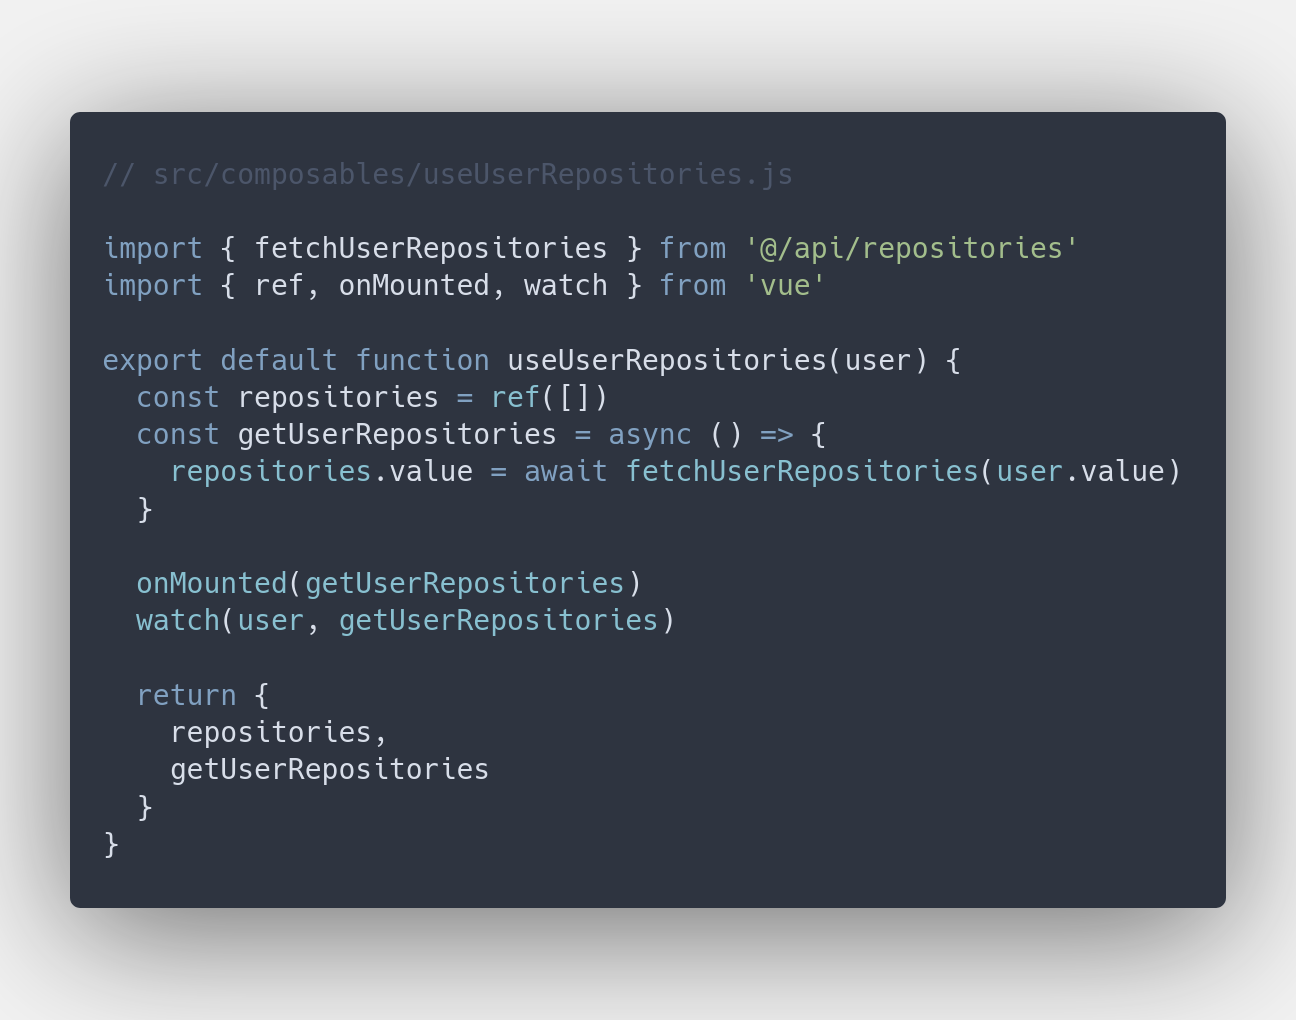 // src/composables/useUserRepositories.js

import { fetchUserRepositories } from '@/api/repositories'
import { ref, onMounted, watch } from 'vue'

export default function useUserRepositories(user) {
  const repositories = ref([])
  const getUserRepositories = async () => {
    repositories.value = await fetchUserRepositories(user.value)
  }

  onMounted(getUserRepositories)
  watch(user, getUserRepositories)

  return {
    repositories,
    getUserRepositories
  }
}